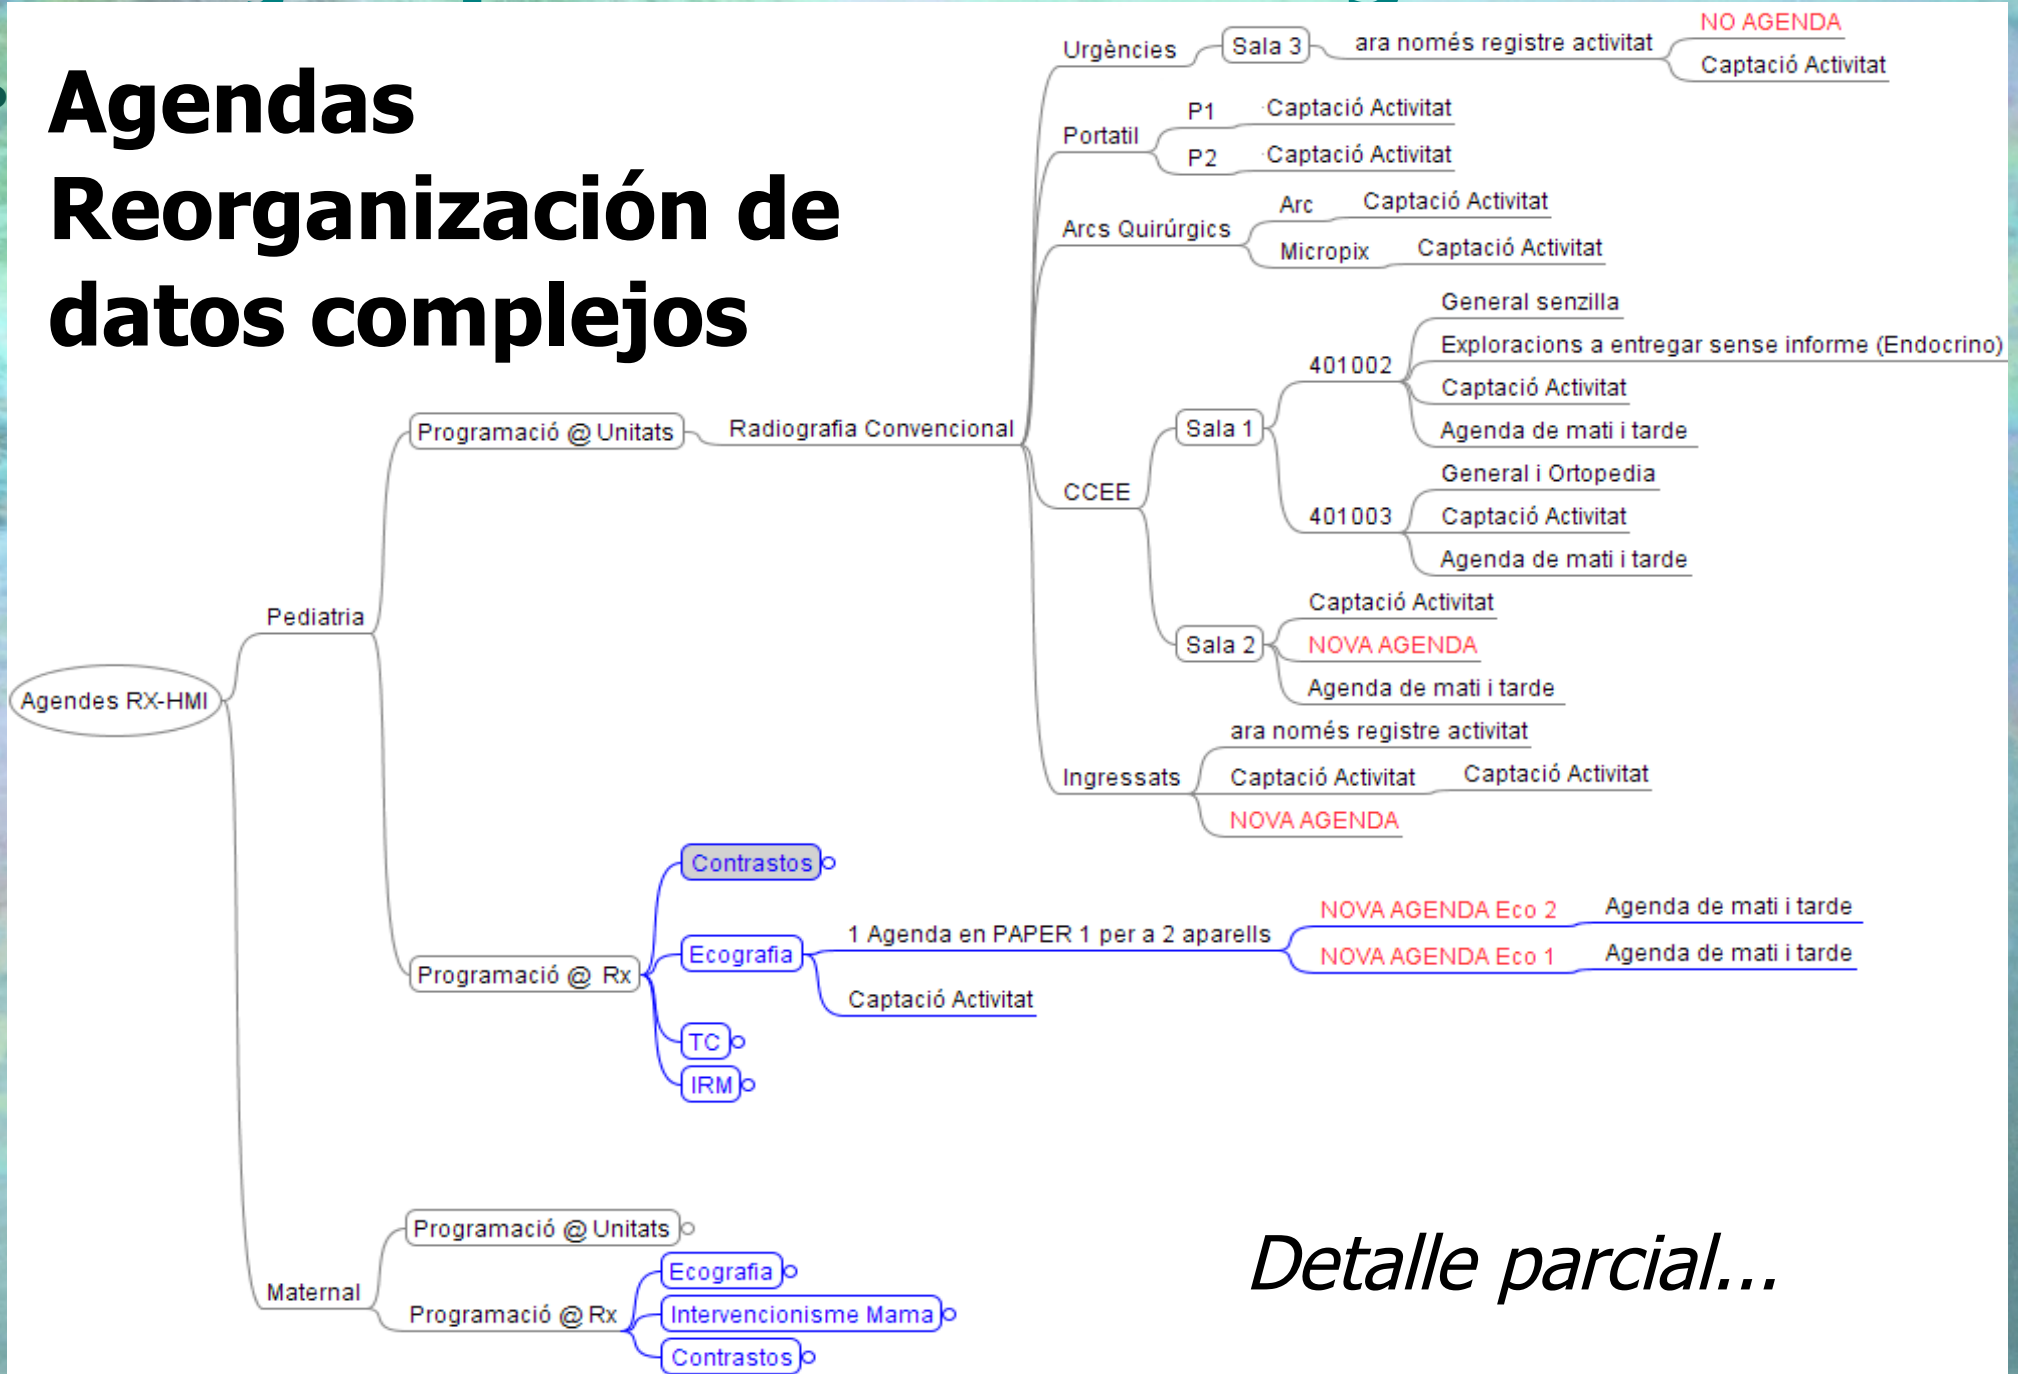 Agendas
Reorganización de
datos complejos
Agendes RX-HMI
Pediatria
Programació @ Unitats
Radiografia Convencional
Urgències
Sala 3
ara només registre activitat
NO AGENDA
Captació Activitat
Portatil
P1
Captació Activitat
P2
Captació Activitat
Arcs Quirúrgics
Arc
Captació Activitat
Micropix
Captació Activitat
CCEE
Sala 1
401002
General senzilla
Exploracions a entregar sense informe (Endocrino)
Captació Activitat
Agenda de mati i tarde
401003
General i Ortopedia
Captació Activitat
Agenda de mati i tarde
Sala 2
Captació Activitat
NOVA AGENDA
Agenda de mati i tarde
Ingressats
ara només registre activitat
Captació Activitat
Captació Activitat
NOVA AGENDA
Programació @ Rx
Contrastos
Ecografia
1 Agenda en PAPER 1 per a 2 aparells
NOVA AGENDA Eco 2
Agenda de mati i tarde
NOVA AGENDA Eco 1
Agenda de mati i tarde
Captació Activitat
TC
IRM
Maternal
Programació @ Unitats
Programació @ Rx
Ecografia
Intervencionisme Mama
Contrastos
Detalle parcial...